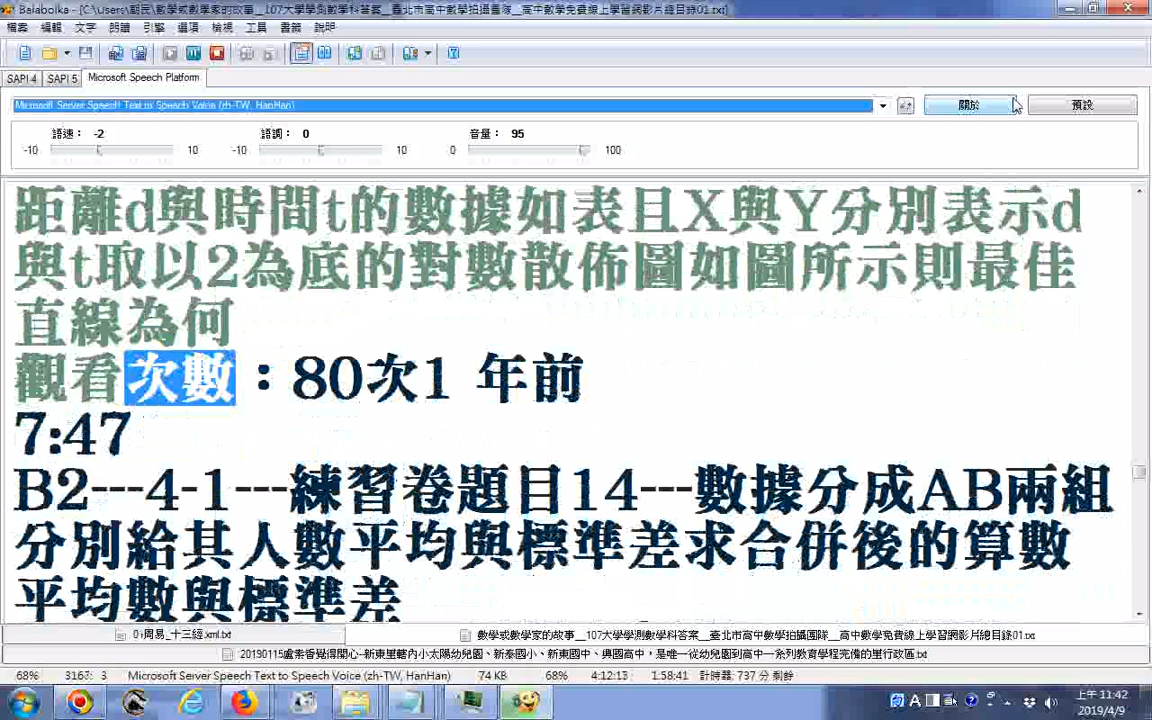 Balabolka - [C:\Users\朝民\數學或數學家的故事__107大學學測數學科答案__臺北市高中數學拍攝團隊__高中數學免費線上學習網影片總目錄01.txt]
檔案 編輯 文字 朗讀 引擎 選項 檢視 工具 書籤 說明
SAPI 4 SAPI 5 Microsoft Speech Platform
Microsoft Server Speech Text to Speech Voice (zh-TW, HanHan)
關於 預設
語速： -2 語調： 0 音量： 95
-10 10 -10 10 0 100
距離d與時間t的數據如表且X與Y分別表示d
與t取以2為底的對數散佈圖如圖所示則最佳
直線為何
觀看次數：80次1 年前
7:47
B2---4-1---練習卷題目14---數據分成AB兩組
分別給其人數平均與標準差求合併後的算數
平均數與標準差
01周易_十三經.xml.txt
數學或數學家的故事__107大學學測數學科答案__臺北市高中數學拍攝團隊__高中數學免費線上學習網影片總目錄01.txt
20190115盧素香覺得開心-新東里轄內小太陽幼兒園、新泰國小、新東國中、興國高中，是唯一從幼兒園到高中一系列教育學程完備的里行政區.txt
68% 3167: 3 Microsoft Server Speech Text to Speech Voice (zh-TW, HanHan) 74 KB 68% 4:12:13 1:58:41 計時器: 737 分 剩餘
上午 11:42
2019/4/9